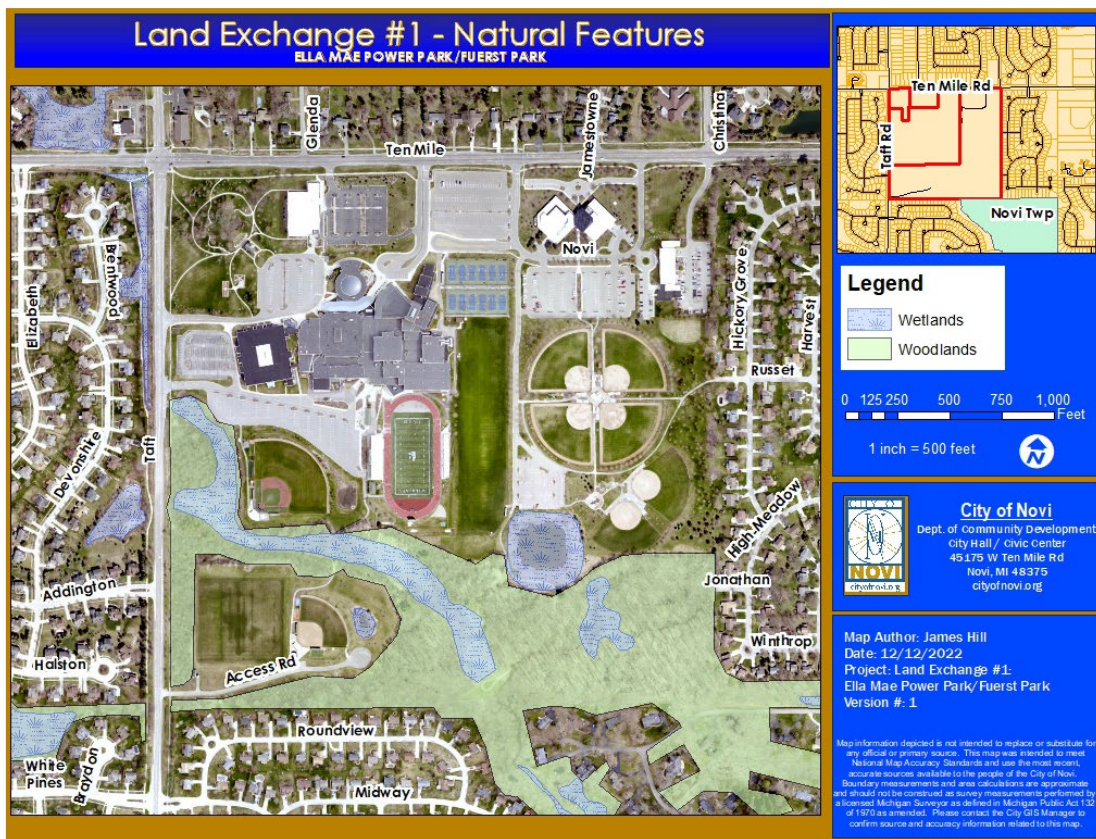 Land Exchange #1 - Natural Features
ELLA MAE POWER PARK/FUERST PARK
Glenda
Ten Mile
Jamestowne
Christina
Novi
Brentwood
Elizabeth
Hickory Grove
Harvest
Russet
Devonshire
Taft
High-Meadow
Jonathan
Addington
Winthrop
Halston
Access Rd
Roundview
White
Pines
Braydon
Midway
Ten Mile Rd
Taft Rd
Novi Twp
Legend
Wetlands
Woodlands
0 125 250 500 750 1,000
Feet
1 inch = 500 feet
N
CITY OF
NOVI
cityofnovi.org
City of Novi
Dept. of Community Development
City Hall / Civic Center
45175 W Ten Mile Rd
Novi, MI 48375
cityofnovi.org
Map Author: James Hill
Date: 12/12/2022
Project: Land Exchange #1:
Ella Mae Power Park/Fuerst Park
Version #: 1
Map information depicted is not intended to replace or substitute for
any official or primary source. This map was intended to meet
National Map Accuracy Standards and use the most recent,
accurate sources available to the people of the City of Novi.
Boundary measurements and area calculations are approximate
and should not be construed as survey measurements performed by
a licensed Michigan Surveyor as defined in Michigan Public Act 132
of 1970 as amended. Please contact the City GIS Manager to
confirm source and accuracy information related to this map.